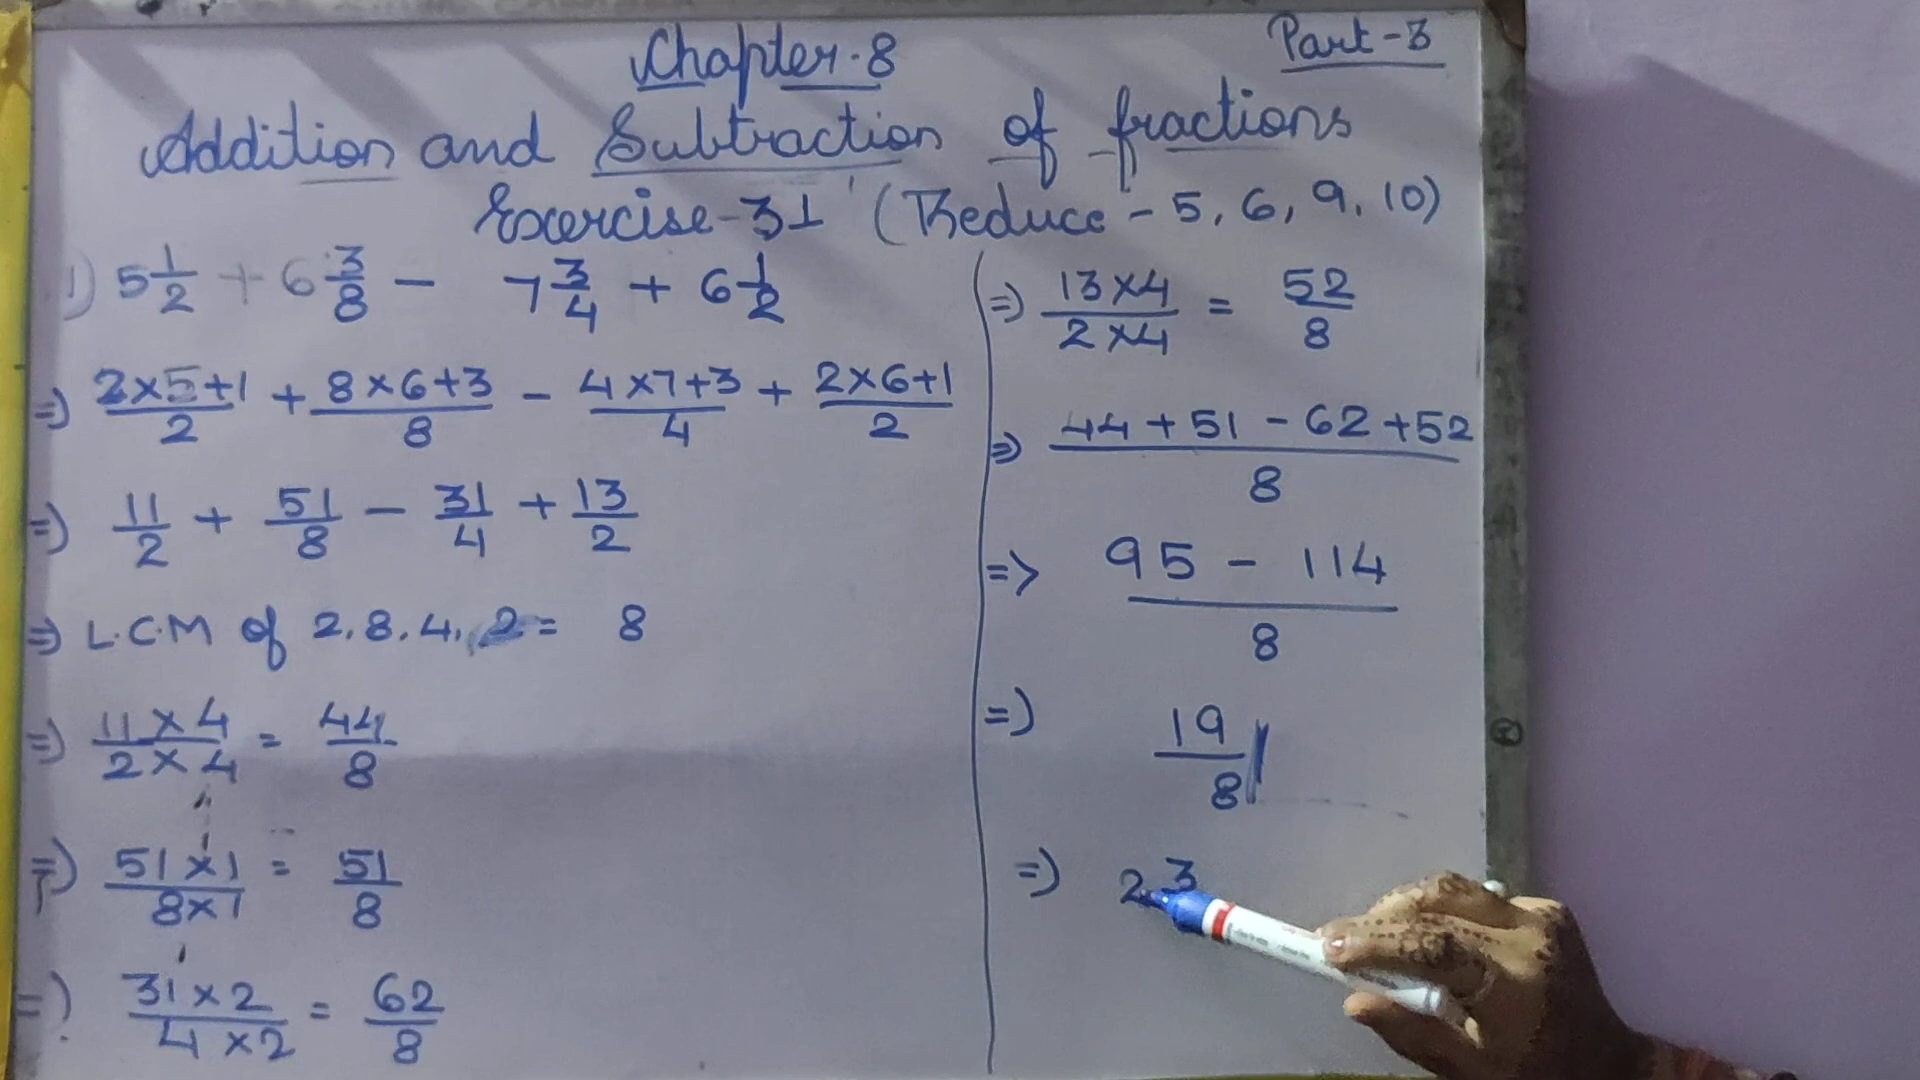 Chapter-8
Part-3
Addition and Subtraction of fractions
Exercise-31 (Reduce - 5, 6, 9, 10)
1) 5 1/2 + 6 3/8 - 7 3/4 + 6 1/2
=) 2×5+1/2 + 8×6+3/8 - 4×7+3/4 + 2×6+1/2
=) 11/2 + 51/8 - 31/4 + 13/2
=) L.C.M of 2, 8, 4, 2 = 8
=) 11×4/2×4 = 44/8
=) 51×1/8×1 = 51/8
=) 31×2/4×2 = 62/8
=) 13×4/2×4 = 52/8
=) 44+51-62+52/8
=> 95 - 114/8
=) 19/8
=) 2 3